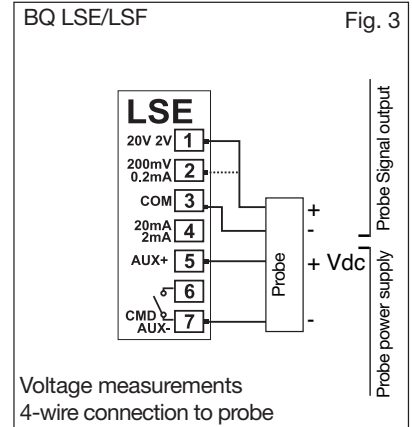 BQ LSE/LSF
Fig. 3
LSE
20V 2V 1
200mV
0.2mA 2
COM 3
20mA
2mA 4
AUX+ 5
6
CMD
AUX- 7
Probe
+
-
+ Vdc
-
Probe Signal output
Probe power supply
Voltage measurements
4-wire connection to probe